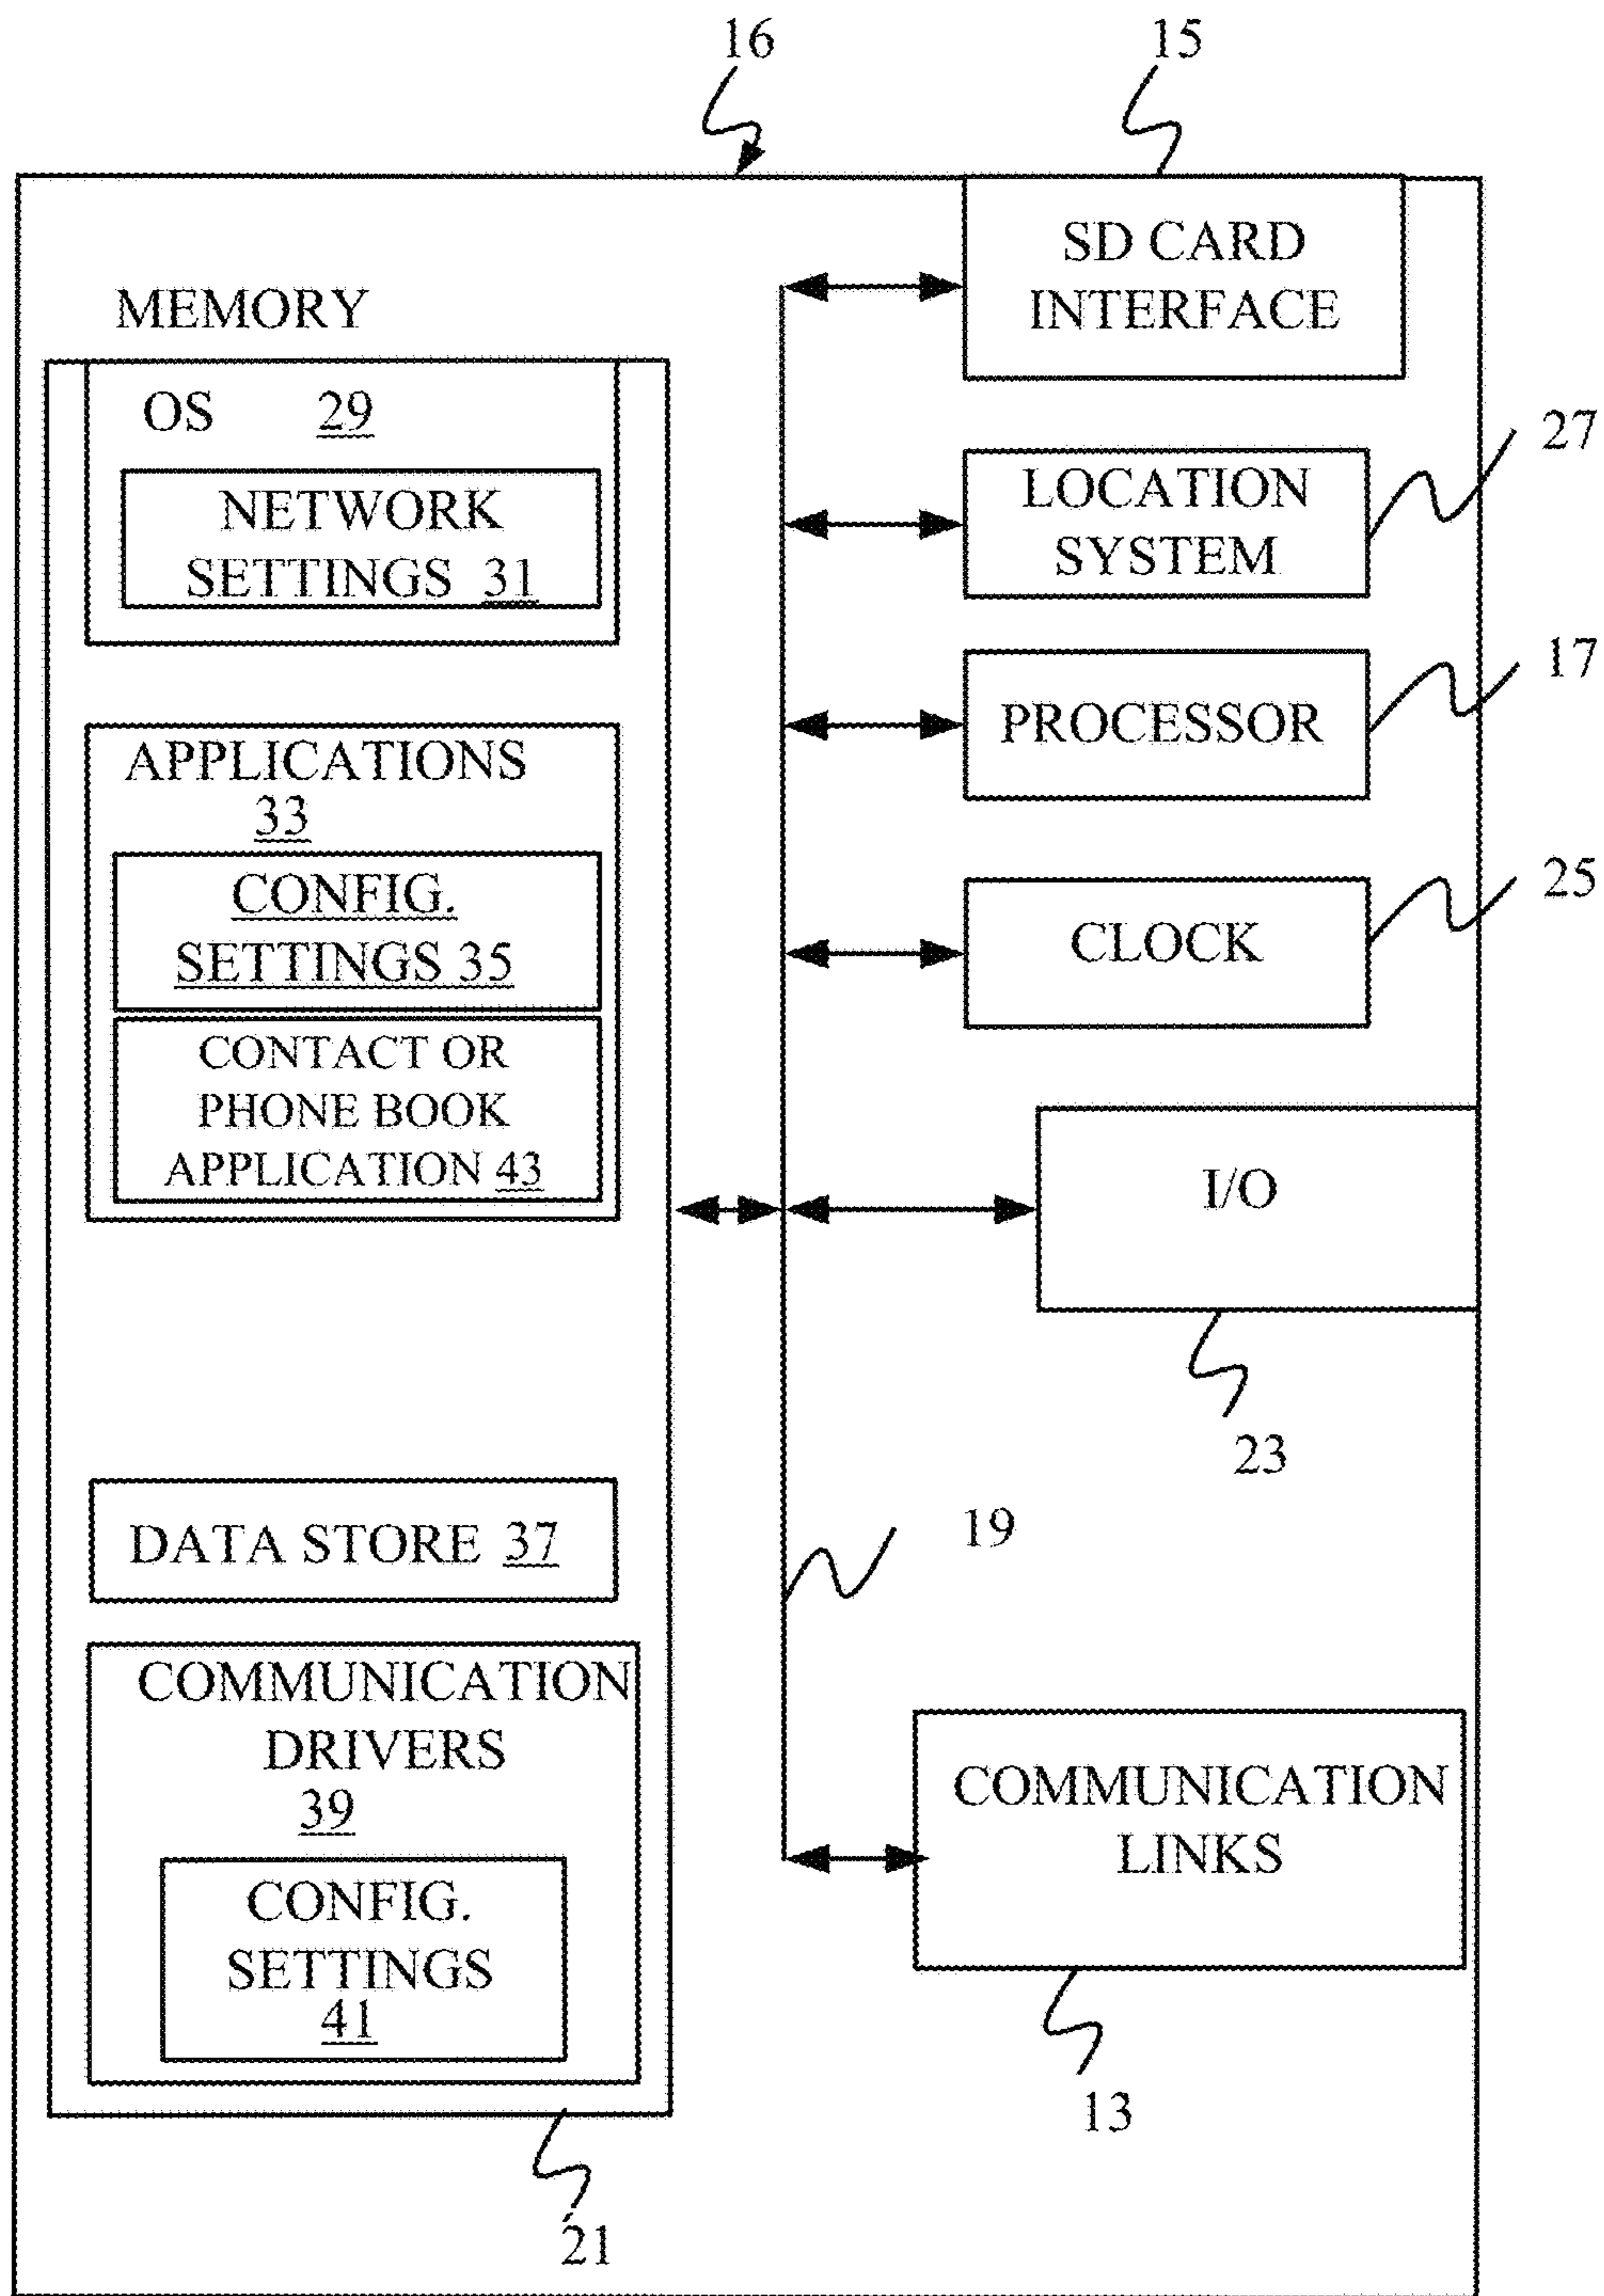 16
15
SD CARD
INTERFACE
MEMORY
OS 29
NETWORK
SETTINGS 31
27
LOCATION
SYSTEM
17
PROCESSOR
APPLICATIONS
33
CONFIG.
SETTINGS 35
25
CLOCK
CONTACT OR
PHONE BOOK
APPLICATION 43
I/O
23
19
DATA STORE 37
COMMUNICATION
DRIVERS
39
CONFIG.
SETTINGS
41
COMMUNICATION
LINKS
13
21